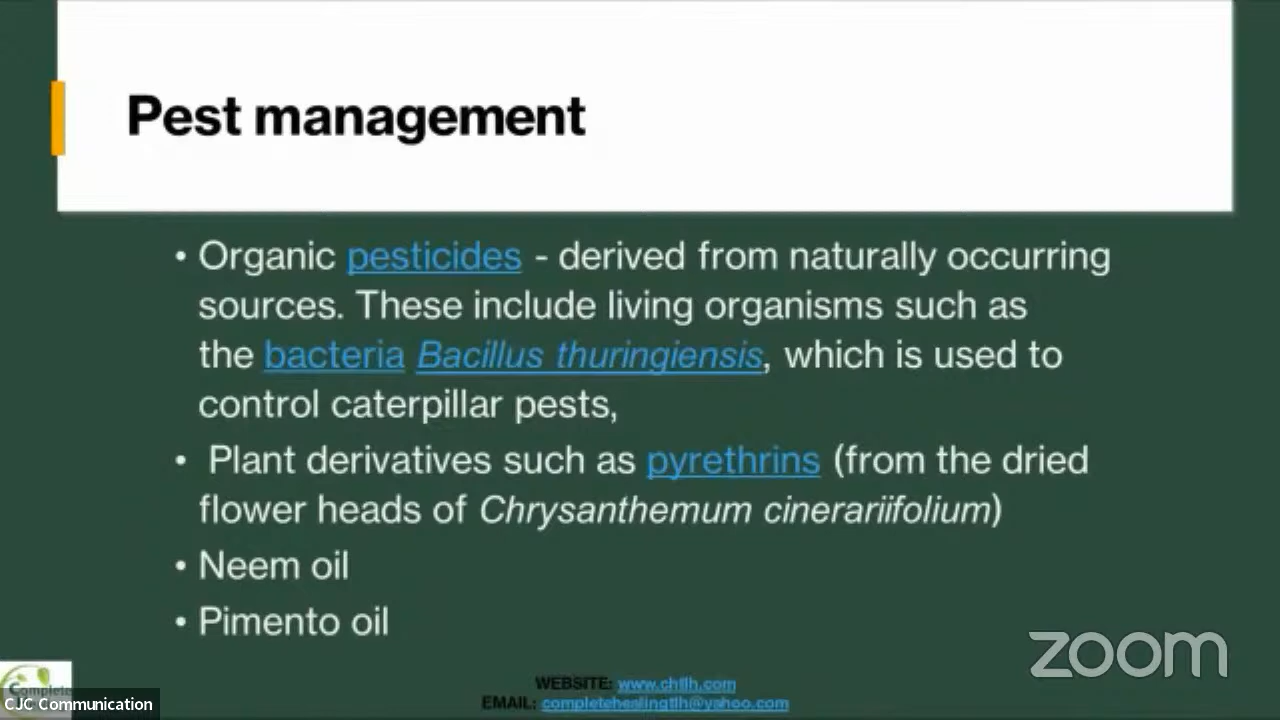 Pest management
• Organic pesticides - derived from naturally occurring
sources. These include living organisms such as
the bacteria Bacillus thuringiensis, which is used to
control caterpillar pests,
• Plant derivatives such as pyrethrins (from the dried
flower heads of Chrysanthemum cinerariifolium)
• Neem oil
• Pimento oil
zoom
Complete
WEBSITE: www.chtlh.com
EMAIL: completehealingtlh@yahoo.com
CJC Communication